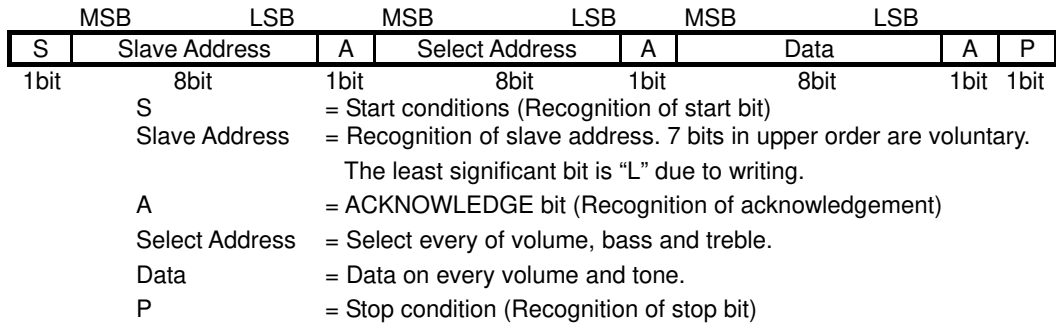 MSB LSB MSB LSB MSB LSB
S Slave Address A Select Address A Data A P
1bit 8bit 1bit 8bit 1bit 8bit 1bit 1bit
S = Start conditions (Recognition of start bit)
Slave Address = Recognition of slave address. 7 bits in upper order are voluntary.
The least significant bit is “L” due to writing.
A = ACKNOWLEDGE bit (Recognition of acknowledgement)
Select Address = Select every of volume, bass and treble.
Data = Data on every volume and tone.
P = Stop condition (Recognition of stop bit)